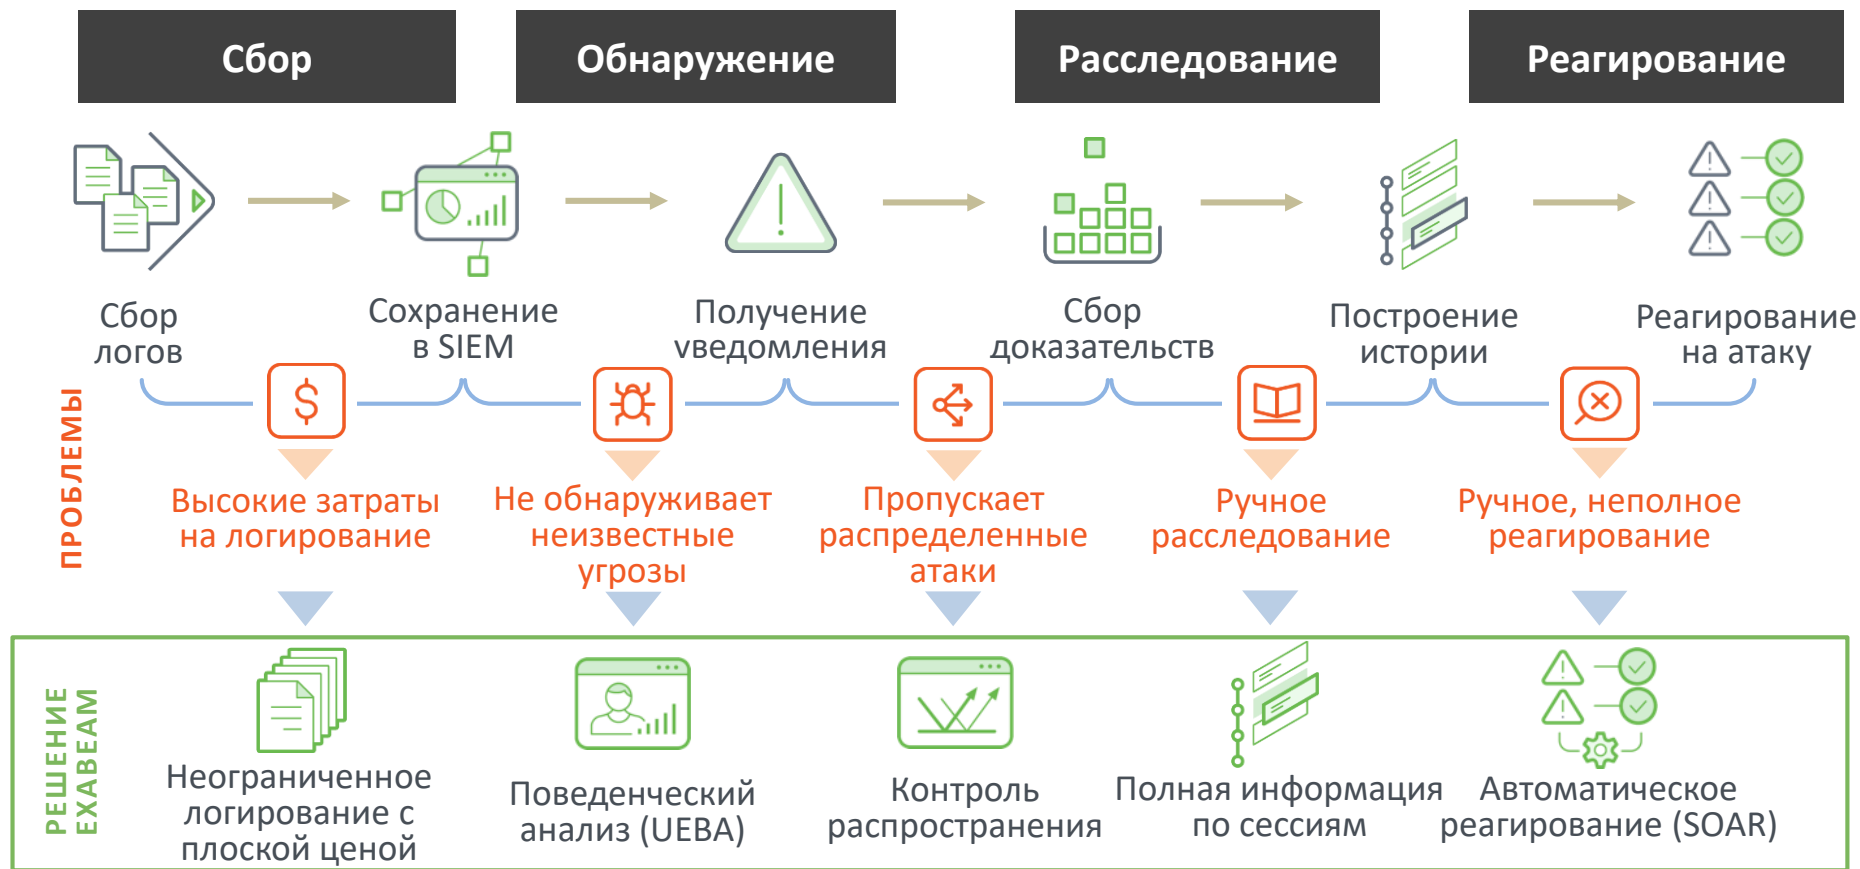 Сбор
Обнаружение
Расследование
Реагирование
Сбор
логов
Сохранение
в SIEM
Получение
уведомления
Сбор
доказательств
Построение
истории
Реагирование
на атаку
ПРОБЛЕМЫ
$
Высокие затраты
на логирование
Не обнаруживает
неизвестные
угрозы
Пропускает
распределенные
атаки
Ручное
расследование
Ручное, неполное
реагирование
РЕШЕНИЕ
EXABEAM
Неограниченное
логирование с
плоской ценой
Поведенческий
анализ (UEBA)
Контроль
распространения
Полная информация
по сессиям
Автоматическое
реагирование (SOAR)